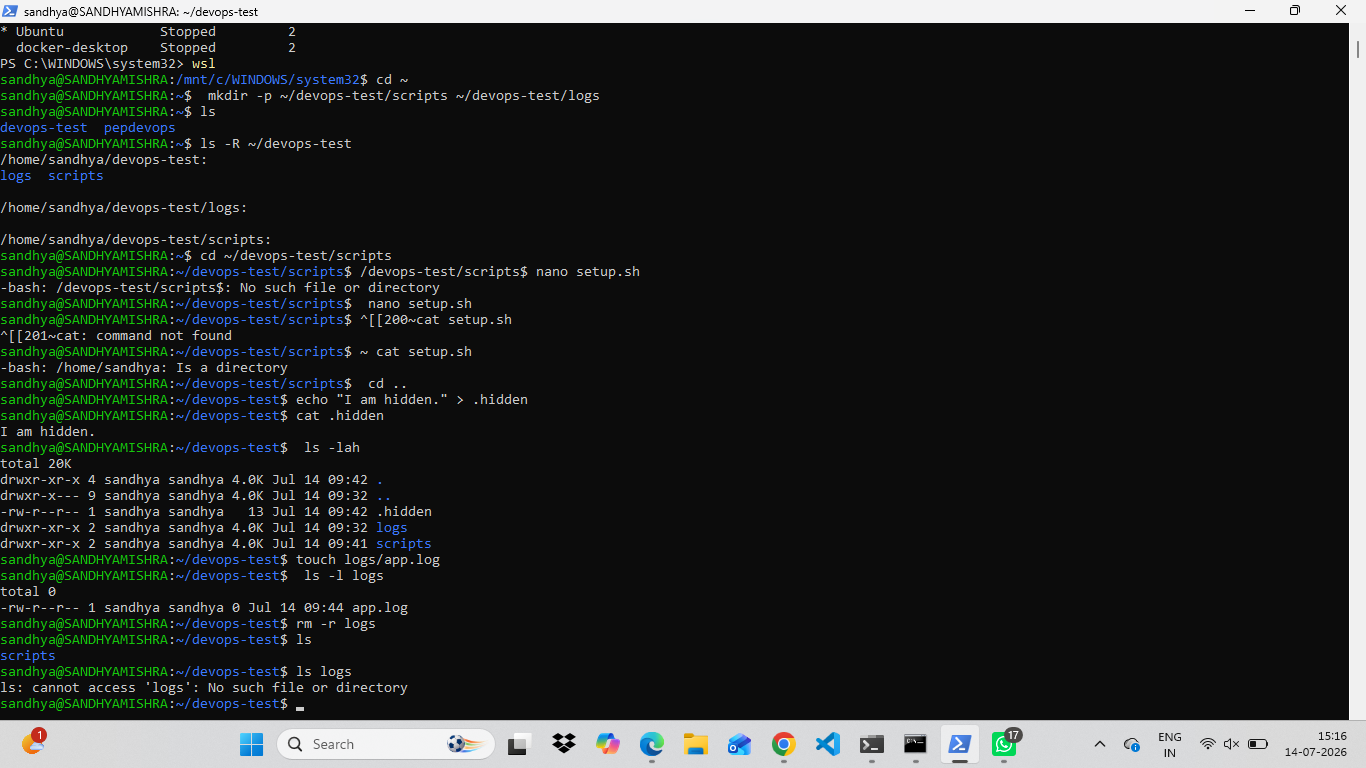 sandhya@SANDHYAMISHRA: ~/devops-test
* Ubuntu            Stopped         2
  docker-desktop    Stopped         2
PS C:\WINDOWS\system32> wsl
sandhya@SANDHYAMISHRA:/mnt/c/WINDOWS/system32$ cd ~
sandhya@SANDHYAMISHRA:~$  mkdir -p ~/devops-test/scripts ~/devops-test/logs
sandhya@SANDHYAMISHRA:~$ ls
devops-test  pepdevops
sandhya@SANDHYAMISHRA:~$ ls -R ~/devops-test
/home/sandhya/devops-test:
logs  scripts

/home/sandhya/devops-test/logs:

/home/sandhya/devops-test/scripts:
sandhya@SANDHYAMISHRA:~$ cd ~/devops-test/scripts
sandhya@SANDHYAMISHRA:~/devops-test/scripts$ /devops-test/scripts$ nano setup.sh
-bash: /devops-test/scripts$: No such file or directory
sandhya@SANDHYAMISHRA:~/devops-test/scripts$  nano setup.sh
sandhya@SANDHYAMISHRA:~/devops-test/scripts$ ^[[200~cat setup.sh
^[[201~cat: command not found
sandhya@SANDHYAMISHRA:~/devops-test/scripts$ ~ cat setup.sh
-bash: /home/sandhya: Is a directory
sandhya@SANDHYAMISHRA:~/devops-test/scripts$  cd ..
sandhya@SANDHYAMISHRA:~/devops-test$ echo "I am hidden." > .hidden
sandhya@SANDHYAMISHRA:~/devops-test$ cat .hidden
I am hidden.
sandhya@SANDHYAMISHRA:~/devops-test$  ls -lah
total 20K
drwxr-xr-x 4 sandhya sandhya 4.0K Jul 14 09:42 .
drwxr-x--- 9 sandhya sandhya 4.0K Jul 14 09:32 ..
-rw-r--r-- 1 sandhya sandhya   13 Jul 14 09:42 .hidden
drwxr-xr-x 2 sandhya sandhya 4.0K Jul 14 09:32 logs
drwxr-xr-x 2 sandhya sandhya 4.0K Jul 14 09:41 scripts
sandhya@SANDHYAMISHRA:~/devops-test$ touch logs/app.log
sandhya@SANDHYAMISHRA:~/devops-test$  ls -l logs
total 0
-rw-r--r-- 1 sandhya sandhya 0 Jul 14 09:44 app.log
sandhya@SANDHYAMISHRA:~/devops-test$ rm -r logs
sandhya@SANDHYAMISHRA:~/devops-test$ ls
scripts
sandhya@SANDHYAMISHRA:~/devops-test$ ls logs
ls: cannot access 'logs': No such file or directory
sandhya@SANDHYAMISHRA:~/devops-test$
1
Search
17
ENG
IN
15:16
14-07-2026